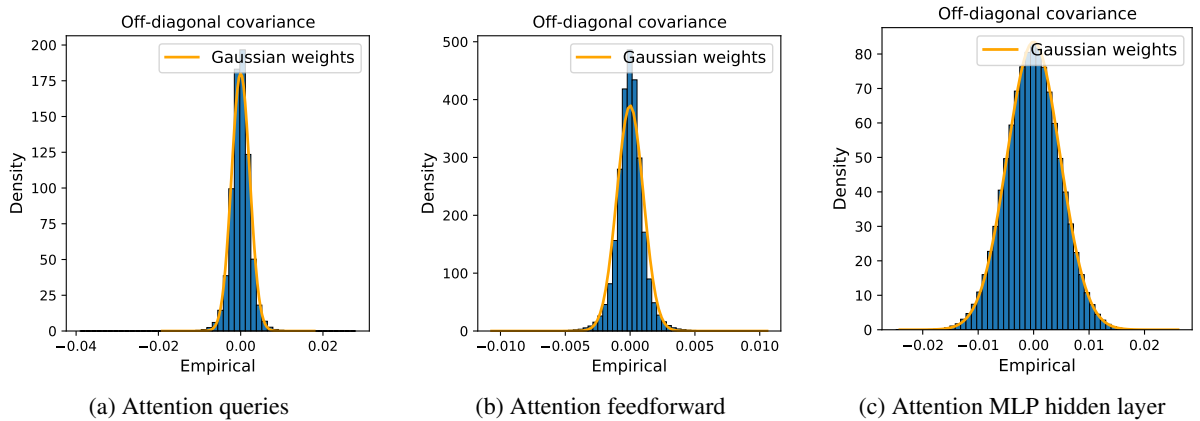 Off-diagonal covariance
Gaussian weights
200
175
150
125
100
75
50
25
0
Density
−0.04 −0.02 0.00 0.02
Empirical
(a) Attention queries
Off-diagonal covariance
Gaussian weights
500
400
300
200
100
0
Density
−0.010 −0.005 0.000 0.005 0.010
Empirical
(b) Attention feedforward
Off-diagonal covariance
Gaussian weights
80
70
60
50
40
30
20
10
0
Density
−0.02 −0.01 0.00 0.01 0.02
Empirical
(c) Attention MLP hidden layer